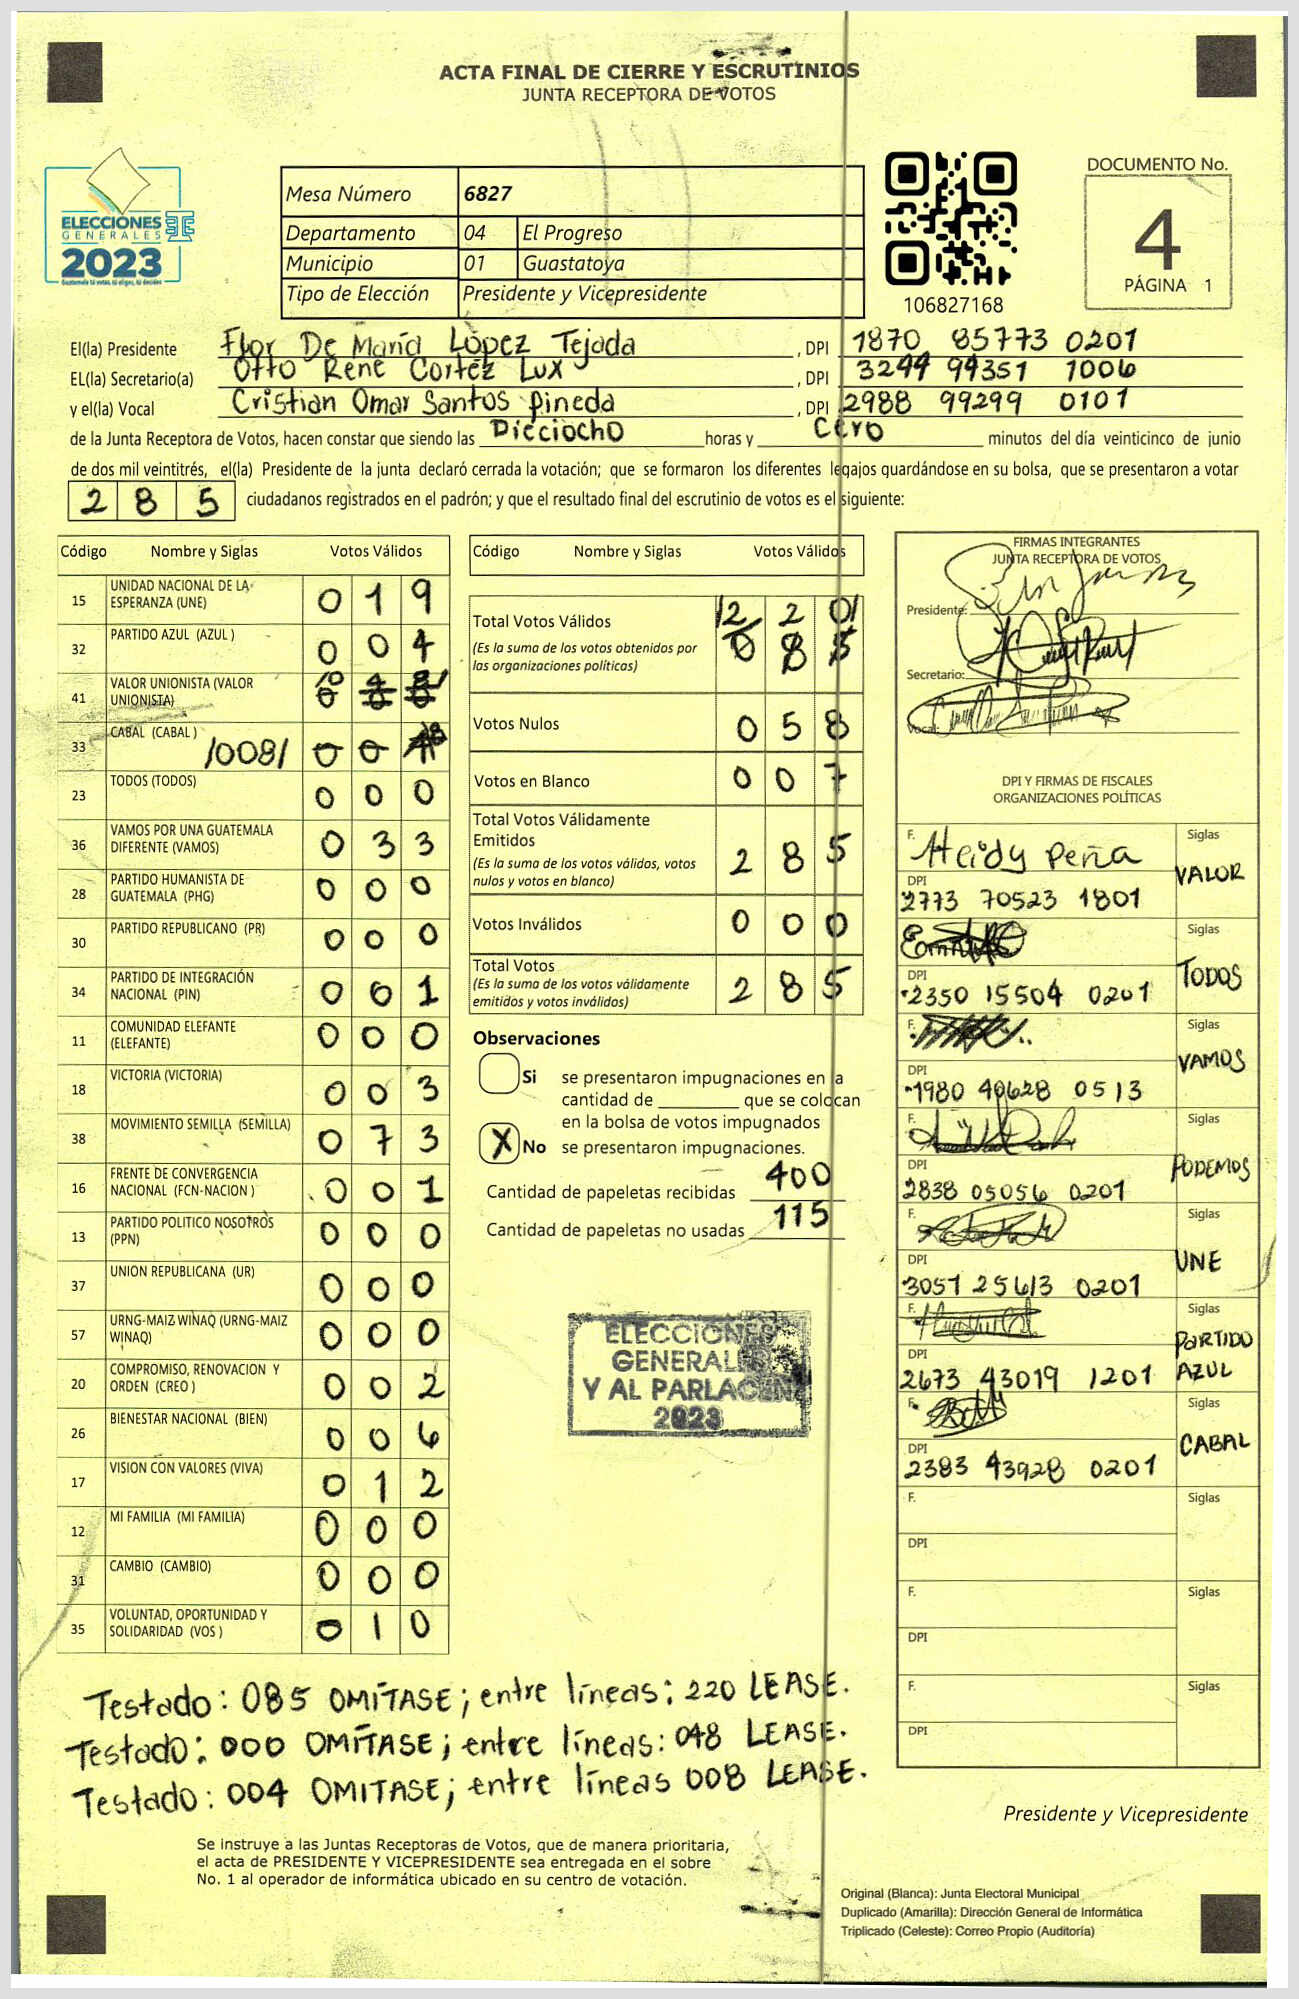 ACTA FINAL DE CIERRE Y ESCRUTINIOS
JUNTA RECEPTORA DE VOTOS
ELECCIONES
GENERALES
2023
Guatemala tú votas, tú eliges, tú decides
Mesa Número 6827
Departamento 04 El Progreso
Municipio 01 Guastatoya
Tipo de Elección Presidente y Vicepresidente
106827168
DOCUMENTO No.
4
PÁGINA 1
El(la) Presidente Flor De María López Tejada, DPI 1870 85773 0201
EL(la) Secretario(a) Otto Rene Cortéz Lux, DPI 3244 94351 1006
y el(la) Vocal Cristian Omar Santos Pineda, DPI 2988 99299 0101
de la Junta Receptora de Votos, hacen constar que siendo las Dieciocho horas y Cero minutos del día veinticinco de junio
de dos mil veintitrés, el(la) Presidente de la junta declaró cerrada la votación; que se formaron los diferentes legajos guardándose en su bolsa, que se presentaron a votar
285 ciudadanos registrados en el padrón; y que el resultado final del escrutinio de votos es el siguiente:
Código Nombre y Siglas Votos Válidos
15 UNIDAD NACIONAL DE LA ESPERANZA (UNE) 0 1 9
32 PARTIDO AZUL (AZUL ) 0 0 4
41 VALOR UNIONISTA (VALOR UNIONISTA)
33 CABAL (CABAL ) /008/
23 TODOS (TODOS) 0 0 0
36 VAMOS POR UNA GUATEMALA DIFERENTE (VAMOS) 0 3 3
28 PARTIDO HUMANISTA DE GUATEMALA (PHG) 0 0 0
30 PARTIDO REPUBLICANO (PR) 0 0 0
34 PARTIDO DE INTEGRACIÓN NACIONAL (PIN) 0 0 1
11 COMUNIDAD ELEFANTE (ELEFANTE) 0 0 0
18 VICTORIA (VICTORIA) 0 0 3
38 MOVIMIENTO SEMILLA (SEMILLA) 0 7 3
16 FRENTE DE CONVERGENCIA NACIONAL (FCN-NACION ) 0 0 1
13 PARTIDO POLITICO NOSOTROS (PPN) 0 0 0
37 UNION REPUBLICANA (UR) 0 0 0
57 URNG-MAIZ WINAQ (URNG-MAIZ WINAQ) 0 0 0
20 COMPROMISO, RENOVACION Y ORDEN (CREO ) 0 0 2
26 BIENESTAR NACIONAL (BIEN) 0 0 6
17 VISION CON VALORES (VIVA) 0 1 2
12 MI FAMILIA (MI FAMILIA) 0 0 0
31 CAMBIO (CAMBIO) 0 0 0
35 VOLUNTAD, OPORTUNIDAD Y SOLIDARIDAD (VOS ) 0 1 0
Código Nombre y Siglas Votos Válidos
Total Votos Válidos /2 2 0/
(Es la suma de los votos obtenidos por
las organizaciones políticas) 0 8 5
Votos Nulos 0 5 8
Votos en Blanco 0 0 7
Total Votos Válidamente
Emitidos
(Es la suma de los votos válidos, votos
nulos y votos en blanco) 2 8 5
Votos Inválidos 0 0 0
Total Votos
(Es la suma de los votos válidamente
emitidos y votos inválidos) 2 8 5
Observaciones
Si se presentaron impugnaciones en la
cantidad de ________ que se colocan
en la bolsa de votos impugnados
X No se presentaron impugnaciones.
Cantidad de papeletas recibidas 400
Cantidad de papeletas no usadas 115
ELECCIONES
GENERALES
Y AL PARLACEN
2023
FIRMAS INTEGRANTES
JUNTA RECEPTORA DE VOTOS
Presidente:
Secretario:
Vocal:
DPI Y FIRMAS DE FISCALES
ORGANIZACIONES POLÍTICAS
F. Heidy Peña Siglas
DPI 2773 70523 1801 VALOR
Siglas
DPI 2350 15504 0201 TODOS
F. Siglas
DPI 1980 40628 0513 VAMOS
F. Siglas
DPI 2838 05056 0201 PODEMOS
F. Siglas
DPI 3051 25613 0201 UNE
F. Siglas
DPI 2673 43019 1201 PARTIDO AZUL
F. Siglas
DPI 2383 43928 0201 CABAL
F. Siglas
DPI
F. Siglas
DPI
F. Siglas
DPI
Testado: 085 OMÍTASE; entre líneas: 220 LEASE.
Testado: 000 OMÍTASE; entre líneas: 048 LEASE.
Testado: 004 OMITASE; entre líneas 008 LEASE.
Presidente y Vicepresidente
Se instruye a las Juntas Receptoras de Votos, que de manera prioritaria,
el acta de PRESIDENTE Y VICEPRESIDENTE sea entregada en el sobre
No. 1 al operador de informática ubicado en su centro de votación.
Original (Blanca): Junta Electoral Municipal
Duplicado (Amarilla): Dirección General de Informática
Triplicado (Celeste): Correo Propio (Auditoría)